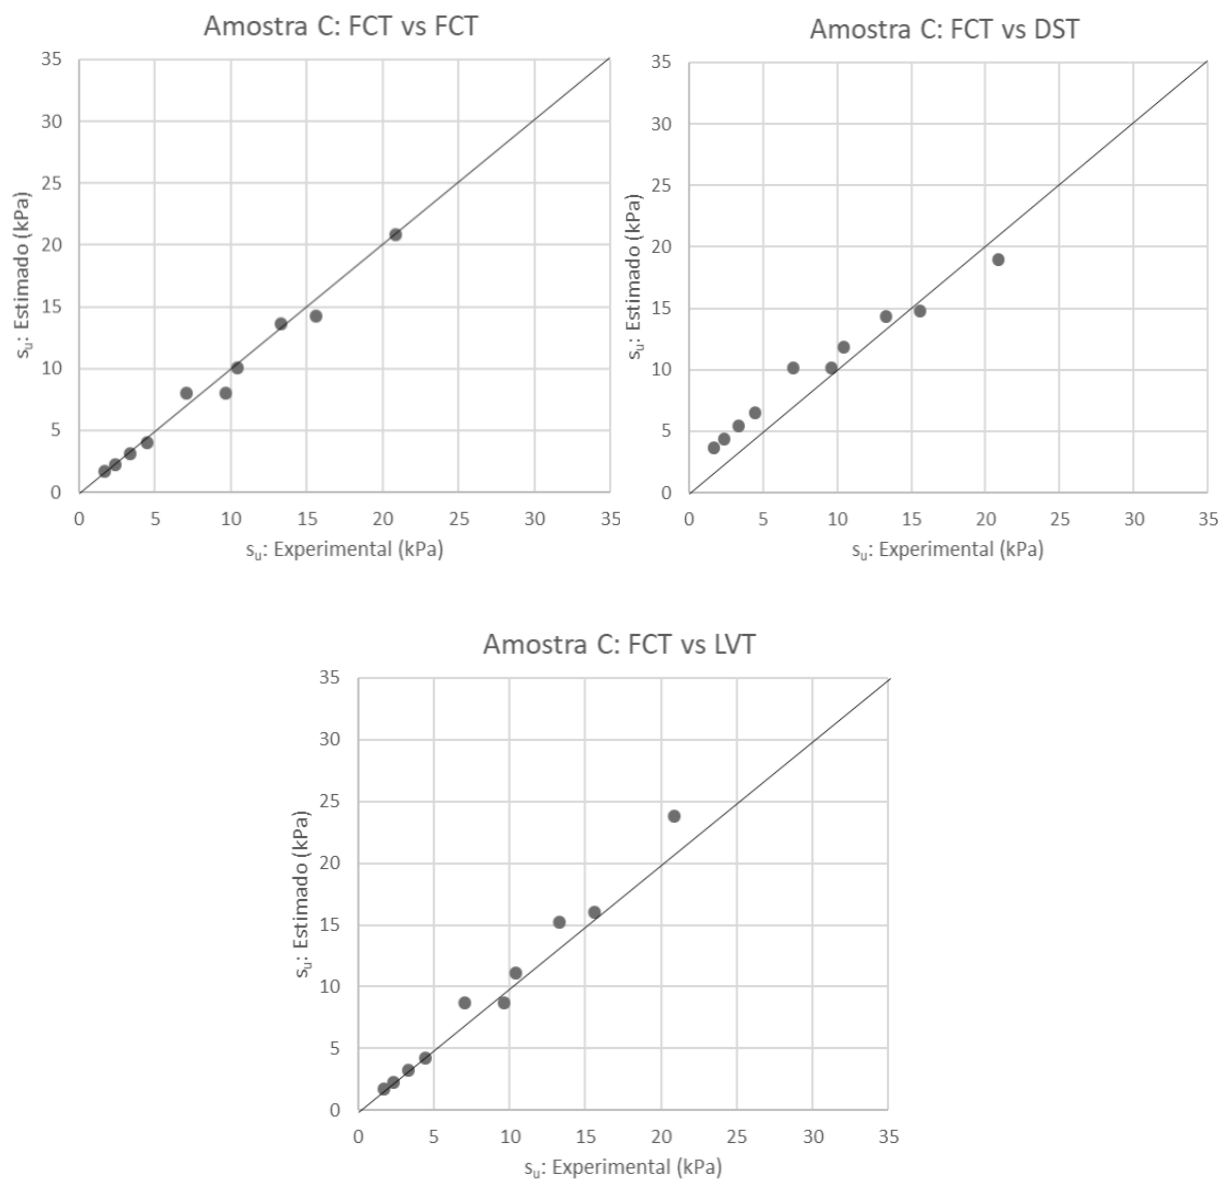 Amostra C: FCT vs FCT
35
30
25
20
15
10
5
0
0 5 10 15 20 25 30 35
sᵤ: Estimado (kPa)
sᵤ: Experimental (kPa)
Amostra C: FCT vs DST
35
30
25
20
15
10
5
0
0 5 10 15 20 25 30 35
sᵤ: Estimado (kPa)
sᵤ: Experimental (kPa)
Amostra C: FCT vs LVT
35
30
25
20
15
10
5
0
0 5 10 15 20 25 30 35
sᵤ: Estimado (kPa)
sᵤ: Experimental (kPa)